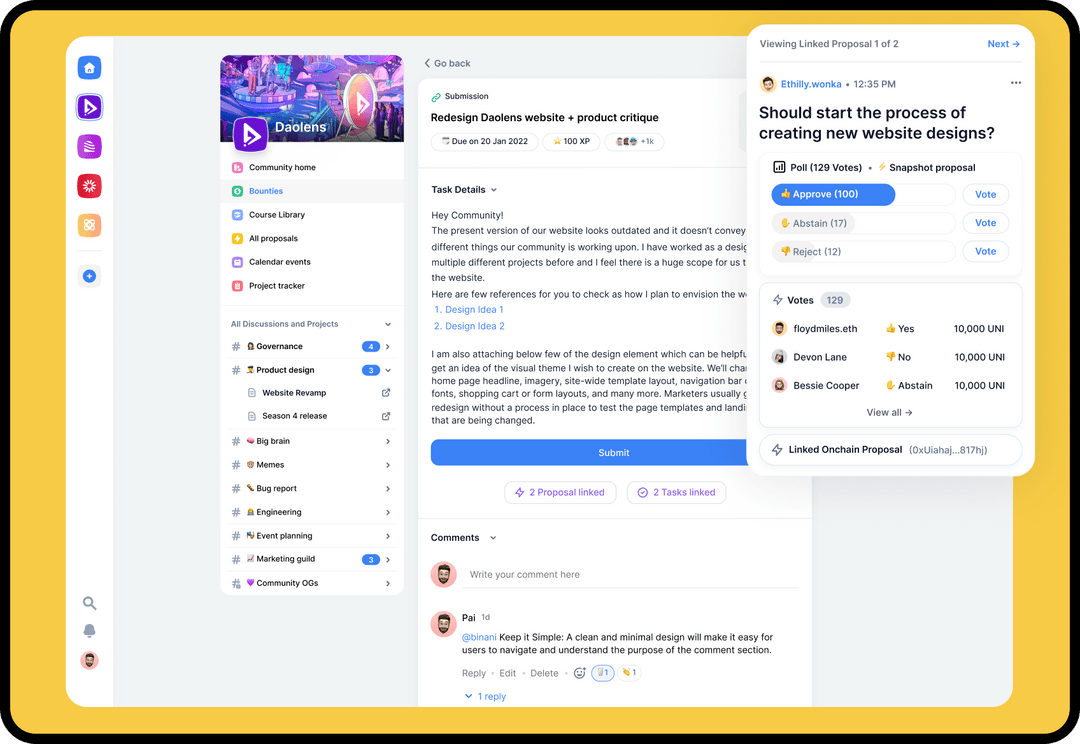 Daolens
Community home
Bounties
Course Library
All proposals
Calendar events
Project tracker
All Discussions and Projects
# Governance 4
# Product design 3
Website Revamp
Season 4 release
# Big brain
# Memes
# Bug report
# Engineering
# Event planning
# Marketing guild 3
# Community OGs
Go back
Submission
Redesign Daolens website + product critique
Due on 20 Jan 2022
100 XP
+1k
Task Details
Hey Community!
The present version of our website looks outdated and it doesn’t convey
different things our community is working upon. I have worked as a
multiple different projects before and I feel there is a huge scope for us
the website.
Here are few references for you to check as how I plan to envision the
1. Design Idea 1
2. Design Idea 2
I am also attaching below few of the design element which can be
get an idea of the visual theme I wish to create on the website. We’ll
home page headline, imagery, site-wide template layout, navigation bar
fonts, shopping cart or form layouts, and many more. Marketers usually
redesign without a process in place to test the page templates and
that are being changed.
Submit
2 Proposal linked
2 Tasks linked
Comments
Write your comment here
Pai 1d
@binani Keep it Simple: A clean and minimal design will make it easy for
users to navigate and understand the purpose of the comment section.
Reply • Edit • Delete • 1 1
1 reply
Viewing Linked Proposal 1 of 2
Next →
Ethilly.wonka • 12:35 PM
Should start the process of
creating new website designs?
Poll (129 Votes) • ⚡ Snapshot proposal
👍 Approve (100) Vote
✋ Abstain (17) Vote
👎 Reject (12) Vote
Votes 129
floydmiles.eth 👍 Yes 10,000 UNI
Devon Lane 👎 No 10,000 UNI
Bessie Cooper ✋ Abstain 10,000 UNI
View all →
Linked Onchain Proposal (0xUiahaj...817hj)